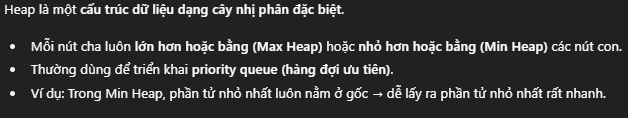 Heap là một cấu trúc dữ liệu dạng cây nhị phân đặc biệt.
• Mỗi nút cha luôn lớn hơn hoặc bằng (Max Heap) hoặc nhỏ hơn hoặc bằng (Min Heap) các nút con.
• Thường dùng để triển khai priority queue (hàng đợi ưu tiên).
• Ví dụ: Trong Min Heap, phần tử nhỏ nhất luôn nằm ở gốc → dễ lấy ra phần tử nhỏ nhất rất nhanh.